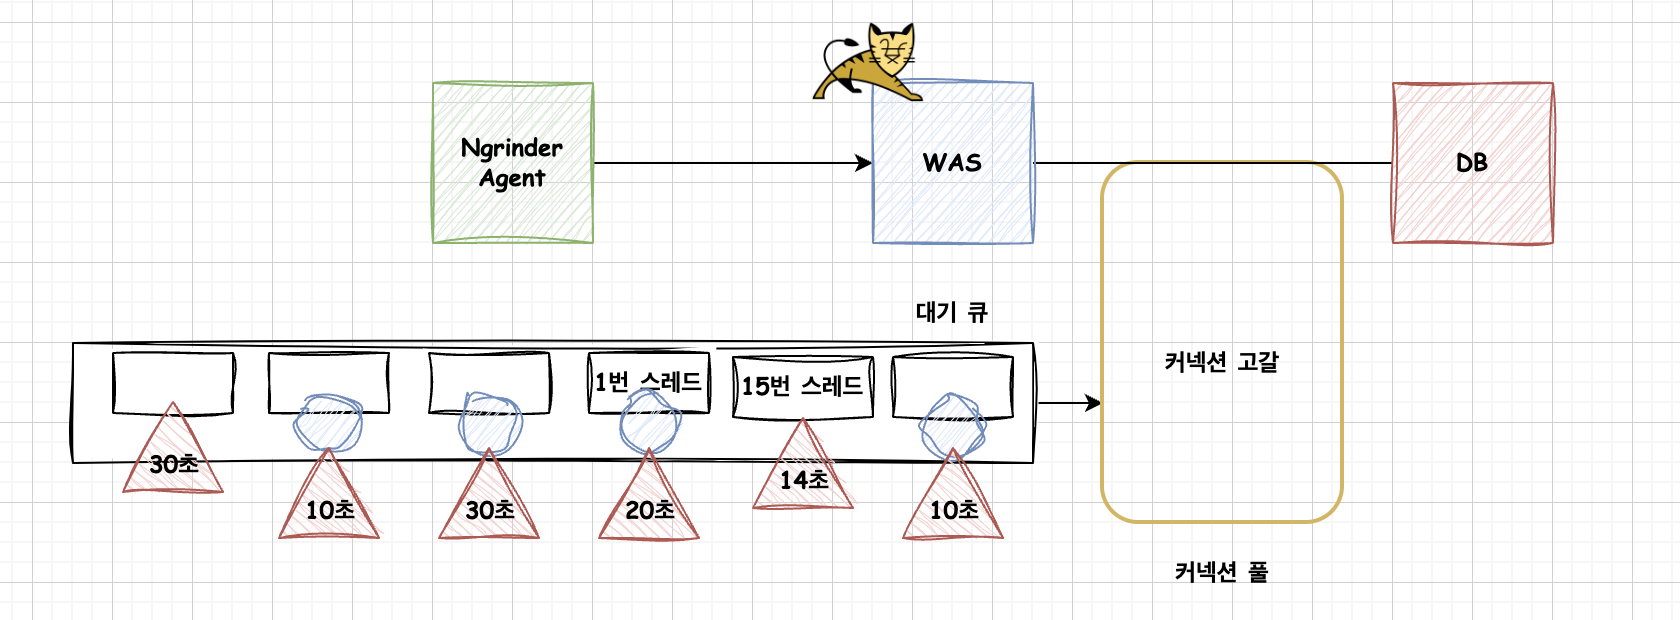 Ngrinder
Agent
WAS
DB
대기 큐
커넥션 고갈
1번 스레드
15번 스레드
30초
10초
30초
20초
14초
10초
커넥션 풀